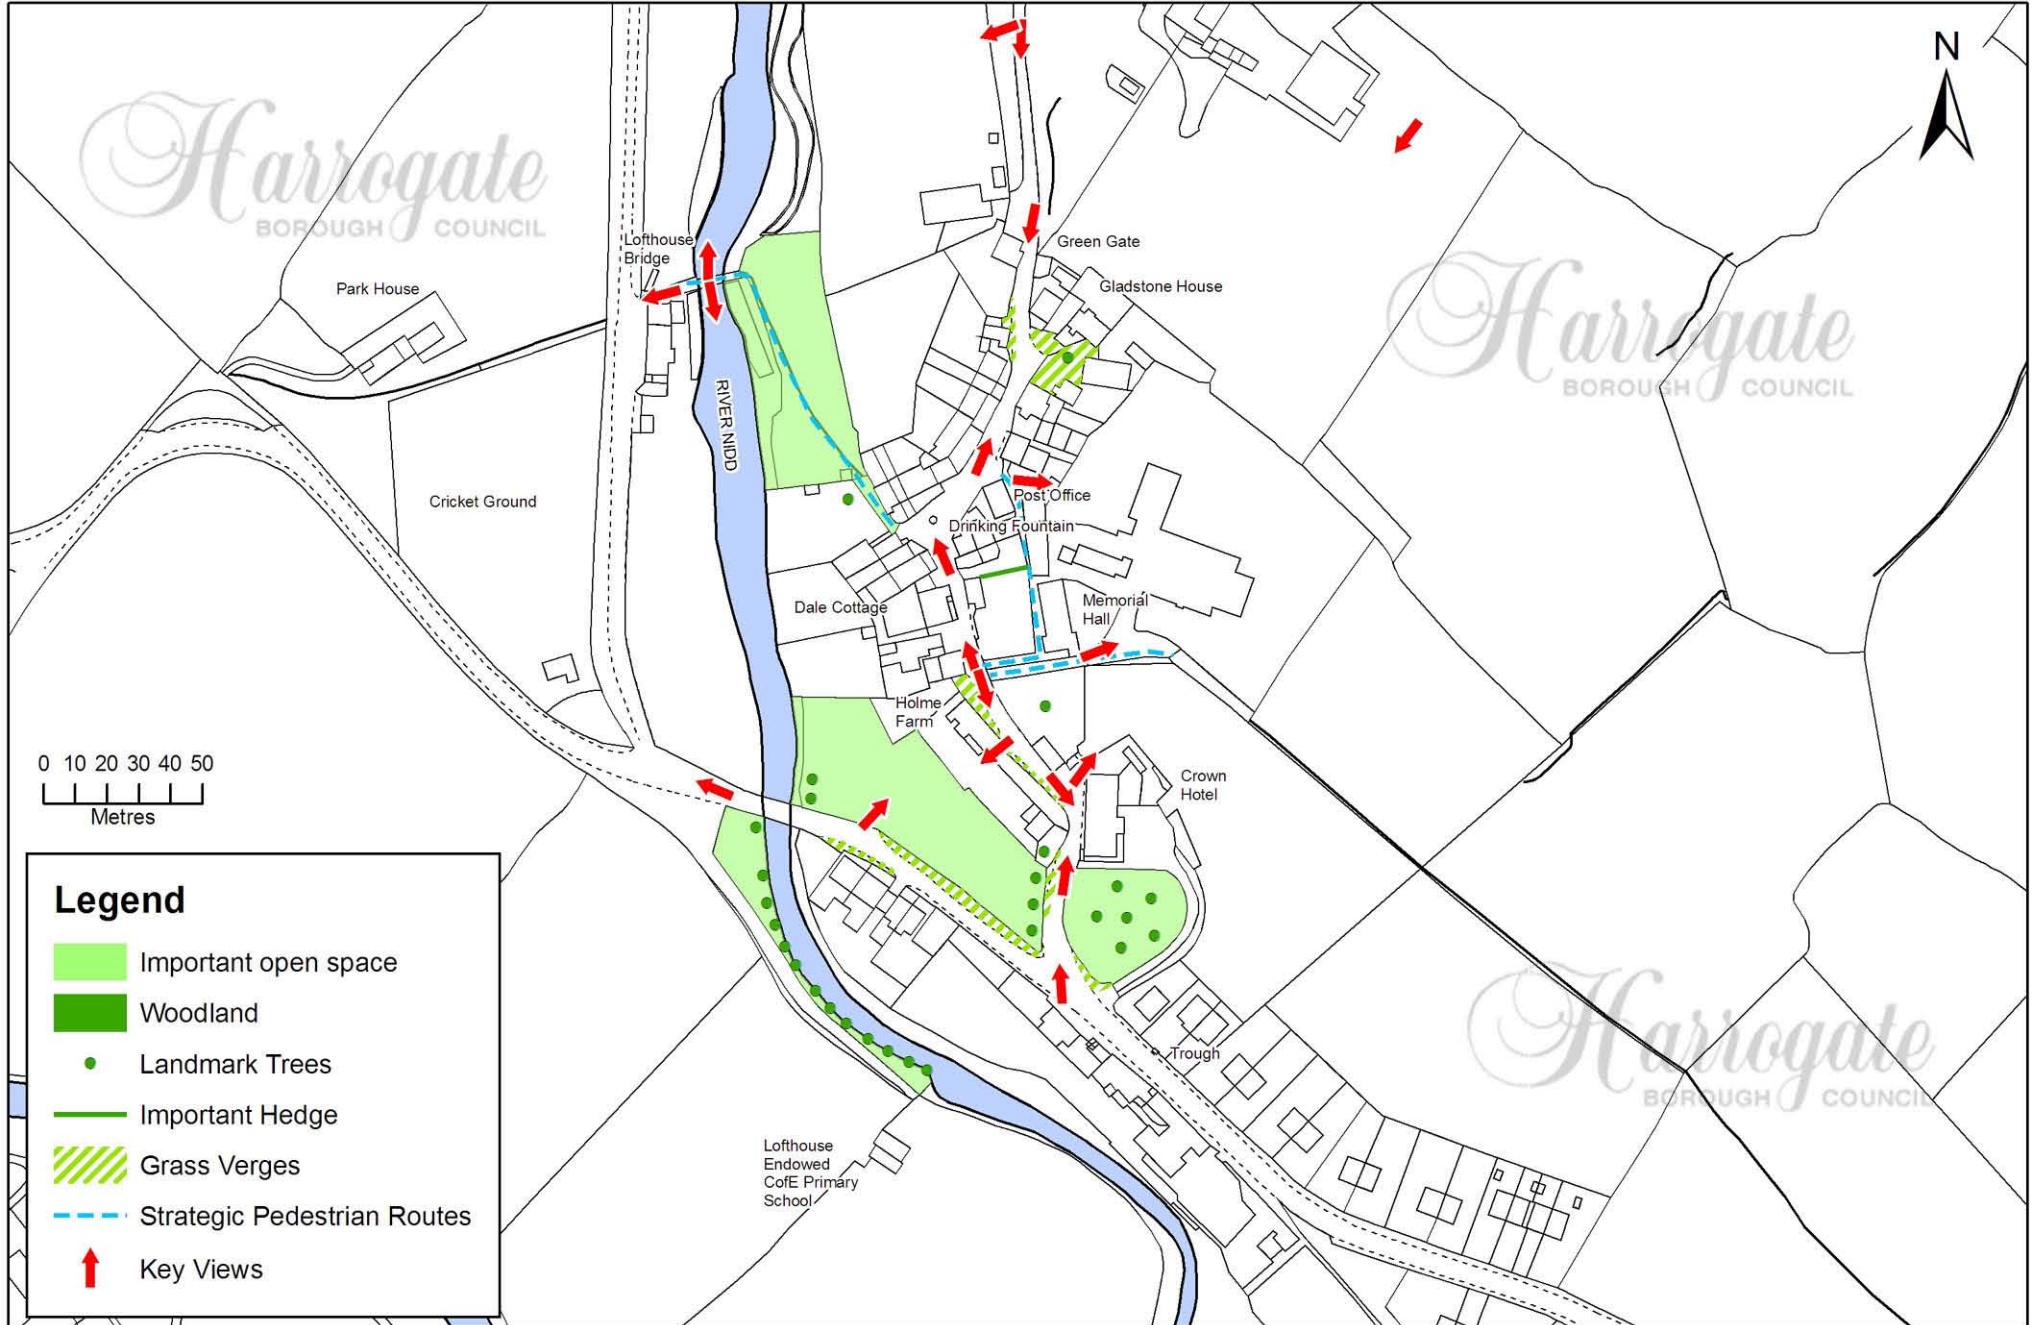 N
Harrogate
BOROUGH COUNCIL
Lofthouse
Bridge
Green Gate
Park House
Gladstone House
Harrogate
BOROUGH COUNCIL
RIVER NIDD
Cricket Ground
Post Office
Drinking Fountain
Dale Cottage
Memorial
Hall
Holme
Farm
0 10 20 30 40 50
Metres
Crown
Hotel
Legend
Important open space
Woodland
Landmark Trees
Important Hedge
Grass Verges
Strategic Pedestrian Routes
Key Views
Harrogate
BOROUGH COUNCIL
Trough
Lofthouse
Endowed
CofE Primary
School